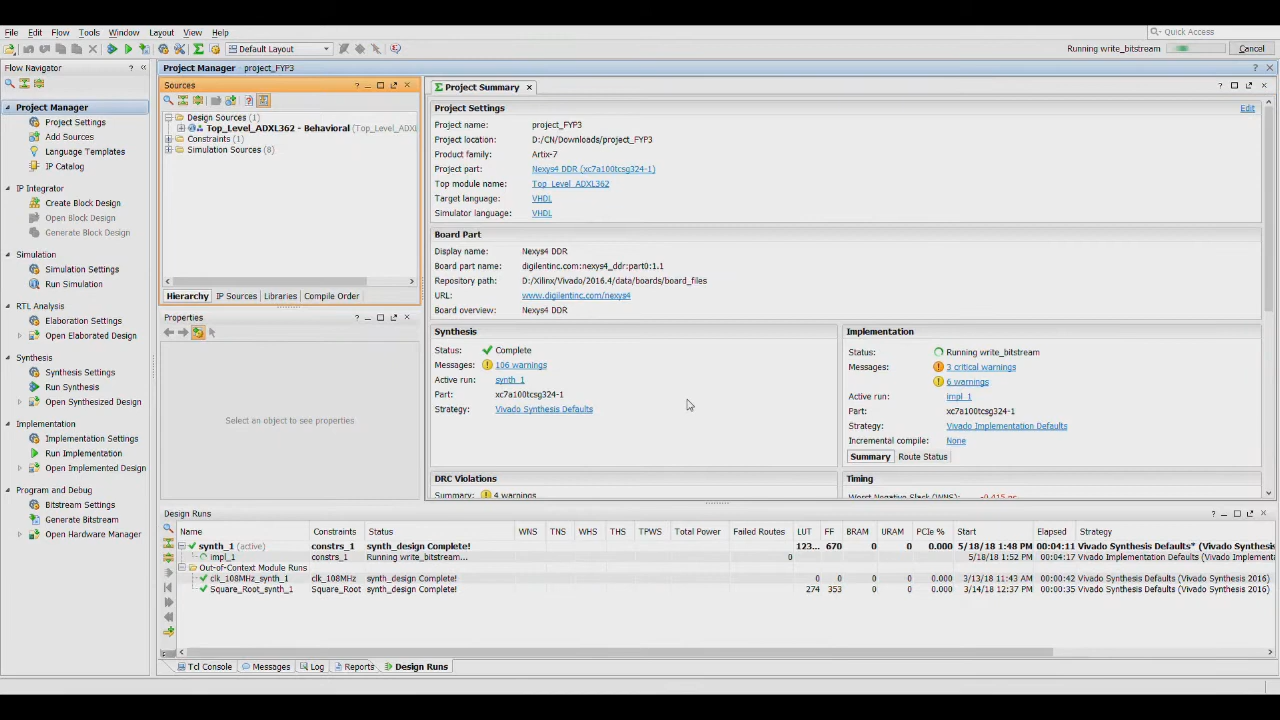 File Edit Flow Tools Window Layout View Help
Quick Access
Default Layout
Running write_bitstream
Cancel
Flow Navigator
Project Manager
Project Settings
Add Sources
Language Templates
IP Catalog
IP Integrator
Create Block Design
Open Block Design
Generate Block Design
Simulation
Simulation Settings
Run Simulation
RTL Analysis
Elaboration Settings
Open Elaborated Design
Synthesis
Synthesis Settings
Run Synthesis
Open Synthesized Design
Implementation
Implementation Settings
Run Implementation
Open Implemented Design
Program and Debug
Bitstream Settings
Generate Bitstream
Open Hardware Manager
Project Manager - project_FYP3
Sources
Design Sources (1)
Top_Level_ADXL362 - Behavioral (Top_Level_ADXL
Constraints (1)
Simulation Sources (8)
Hierarchy IP Sources Libraries Compile Order
Properties
Select an object to see properties
Σ Project Summary
Project Settings
Edit
Project name: project_FYP3
Project location: D:/CN/Downloads/project_FYP3
Product family: Artix-7
Project part: Nexys4 DDR (xc7a100tcsg324-1)
Top module name: Top_Level_ADXL362
Target language: VHDL
Simulator language: VHDL
Board Part
Display name: Nexys4 DDR
Board part name: digilentinc.com:nexys4_ddr:part0:1.1
Repository path: D:/Xilinx/Vivado/2016.4/data/boards/board_files
URL: www.digilentinc.com/nexys4
Board overview: Nexys4 DDR
Synthesis
Status: Complete
Messages: 106 warnings
Active run: synth_1
Part: xc7a100tcsg324-1
Strategy: Vivado Synthesis Defaults
Implementation
Status: Running write_bitstream
Messages: 3 critical warnings
6 warnings
Active run: impl_1
Part: xc7a100tcsg324-1
Strategy: Vivado Implementation Defaults
Incremental compile: None
Summary Route Status
DRC Violations
Summary: 4 warnings
Timing
Worst Negative Slack (WNS): -0.415 ns
Design Runs
Name Constraints Status WNS TNS WHS THS TPWS Total Power Failed Routes LUT FF BRAM URAM PCIe % Start Elapsed Strategy
synth_1 (active) constrs_1 synth_design Complete! 123... 670 0 0 0.000 5/18/18 1:48 PM 00:04:11 Vivado Synthesis Defaults* (Vivado Synthesis
impl_1 constrs_1 Running write_bitstream... 0 5/18/18 1:52 PM 00:04:17 Vivado Implementation Defaults (Vivado Implementa
Out-of-Context Module Runs
clk_108MHz_synth_1 clk_108MHz synth_design Complete! 0 0 0 0 0.000 3/13/18 11:43 AM 00:00:42 Vivado Synthesis Defaults (Vivado Synthesis 2016)
Square_Root_synth_1 Square_Root synth_design Complete! 274 353 0 0 0.000 3/14/18 12:37 PM 00:00:35 Vivado Synthesis Defaults (Vivado Synthesis 2016)
Tcl Console Messages Log Reports Design Runs